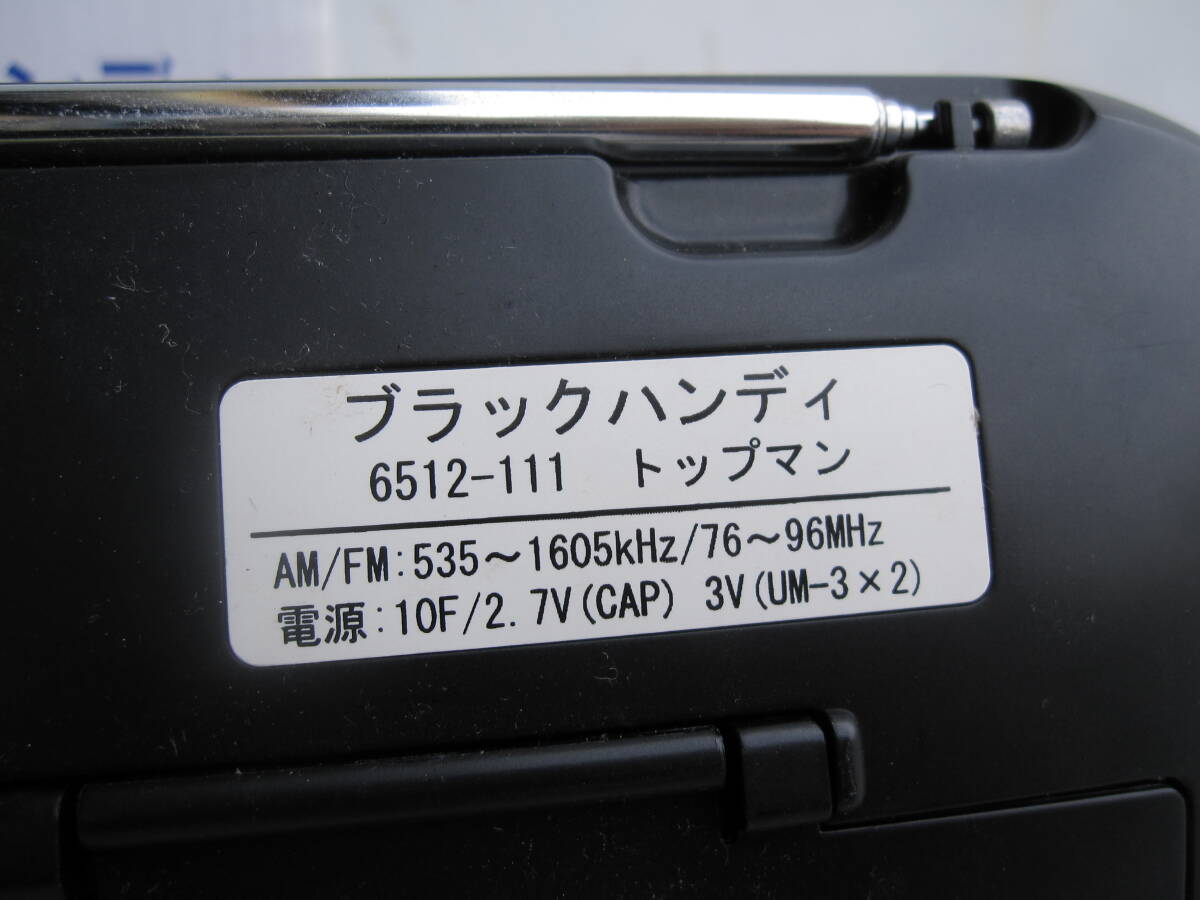 ブラックハンディ
6512-111　トップマン
AM/FM:535～1605kHz/76～96MHz
電源:10F/2.7V(CAP) 3V(UM-3×2)